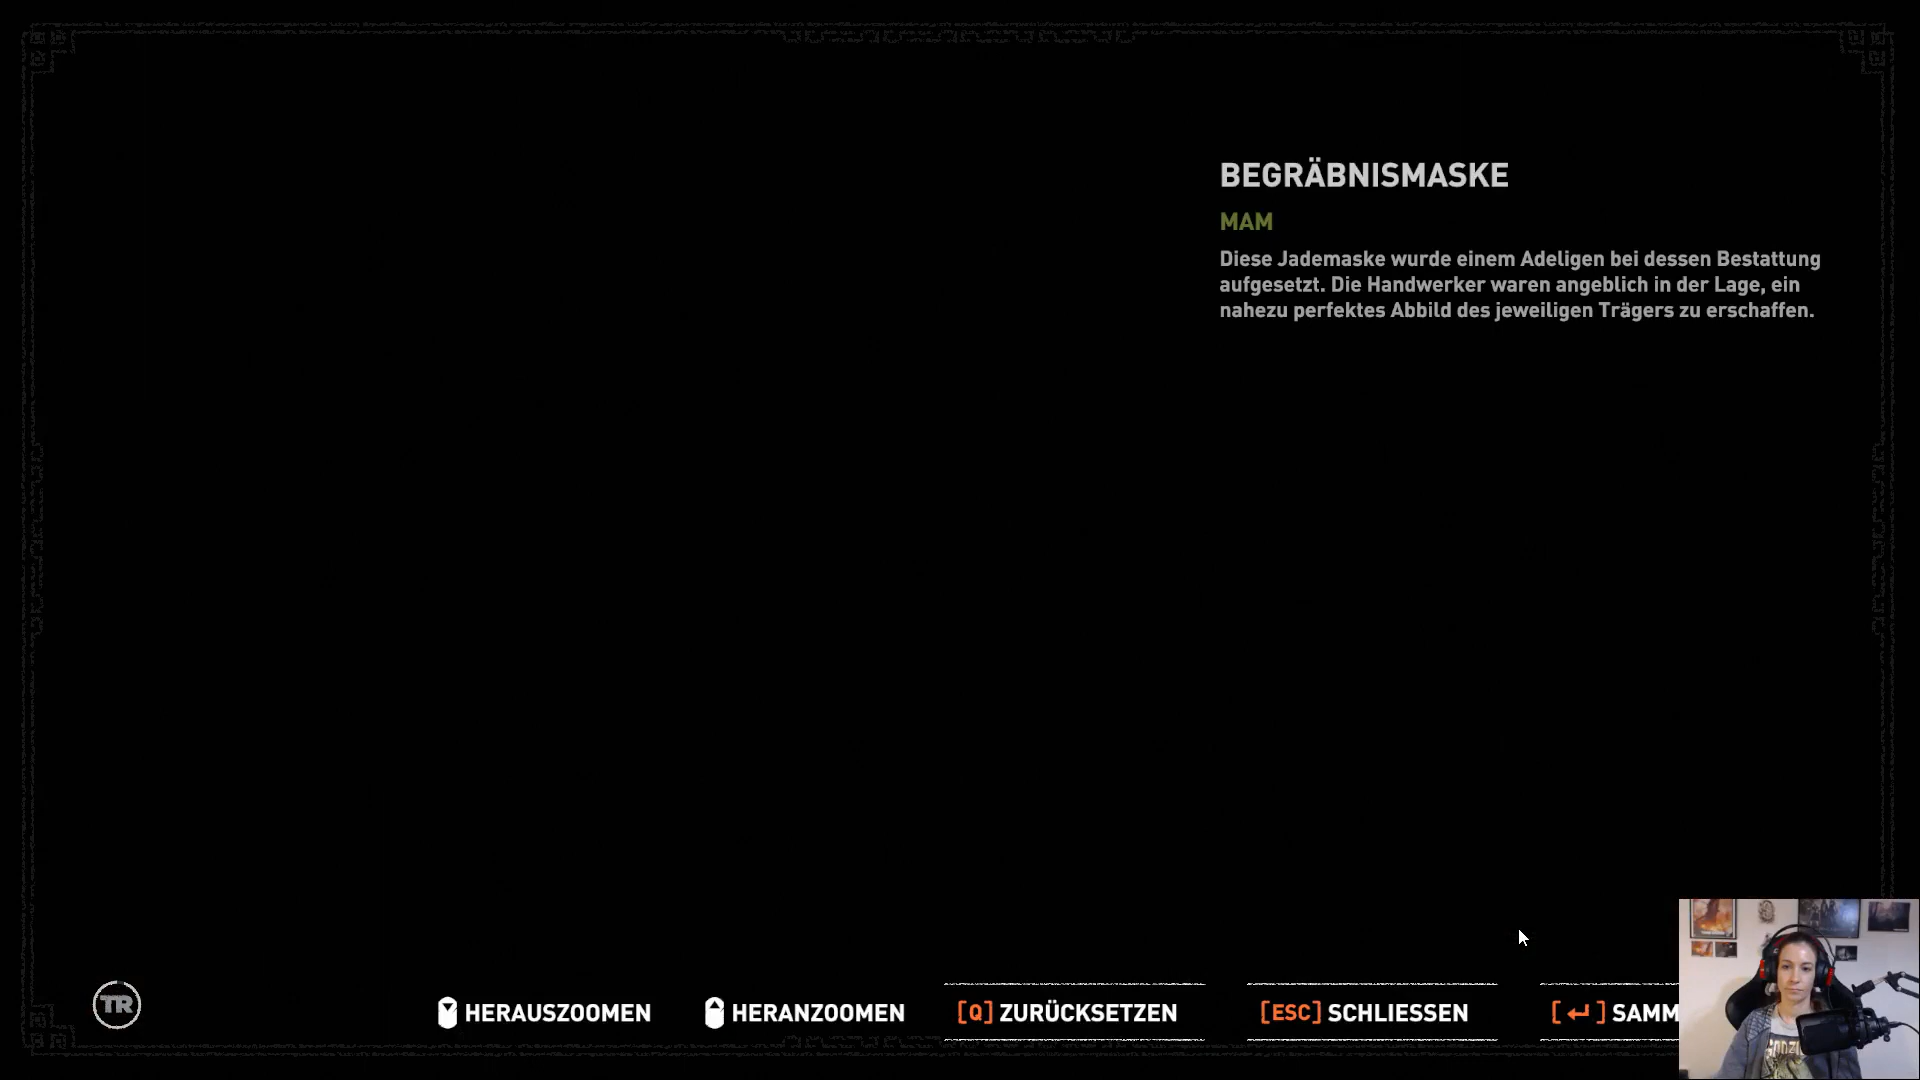 BEGRÄBNISMASKE
MAM
Diese Jademaske wurde einem Adeligen bei dessen Bestattung
aufgesetzt. Die Handwerker waren angeblich in der Lage, ein
nahezu perfektes Abbild des jeweiligen Trägers zu erschaffen.
TR
HERAUSZOOMEN
HERANZOOMEN
[Q] ZURÜCKSETZEN
[ESC] SCHLIESSEN
[↵] SAMM